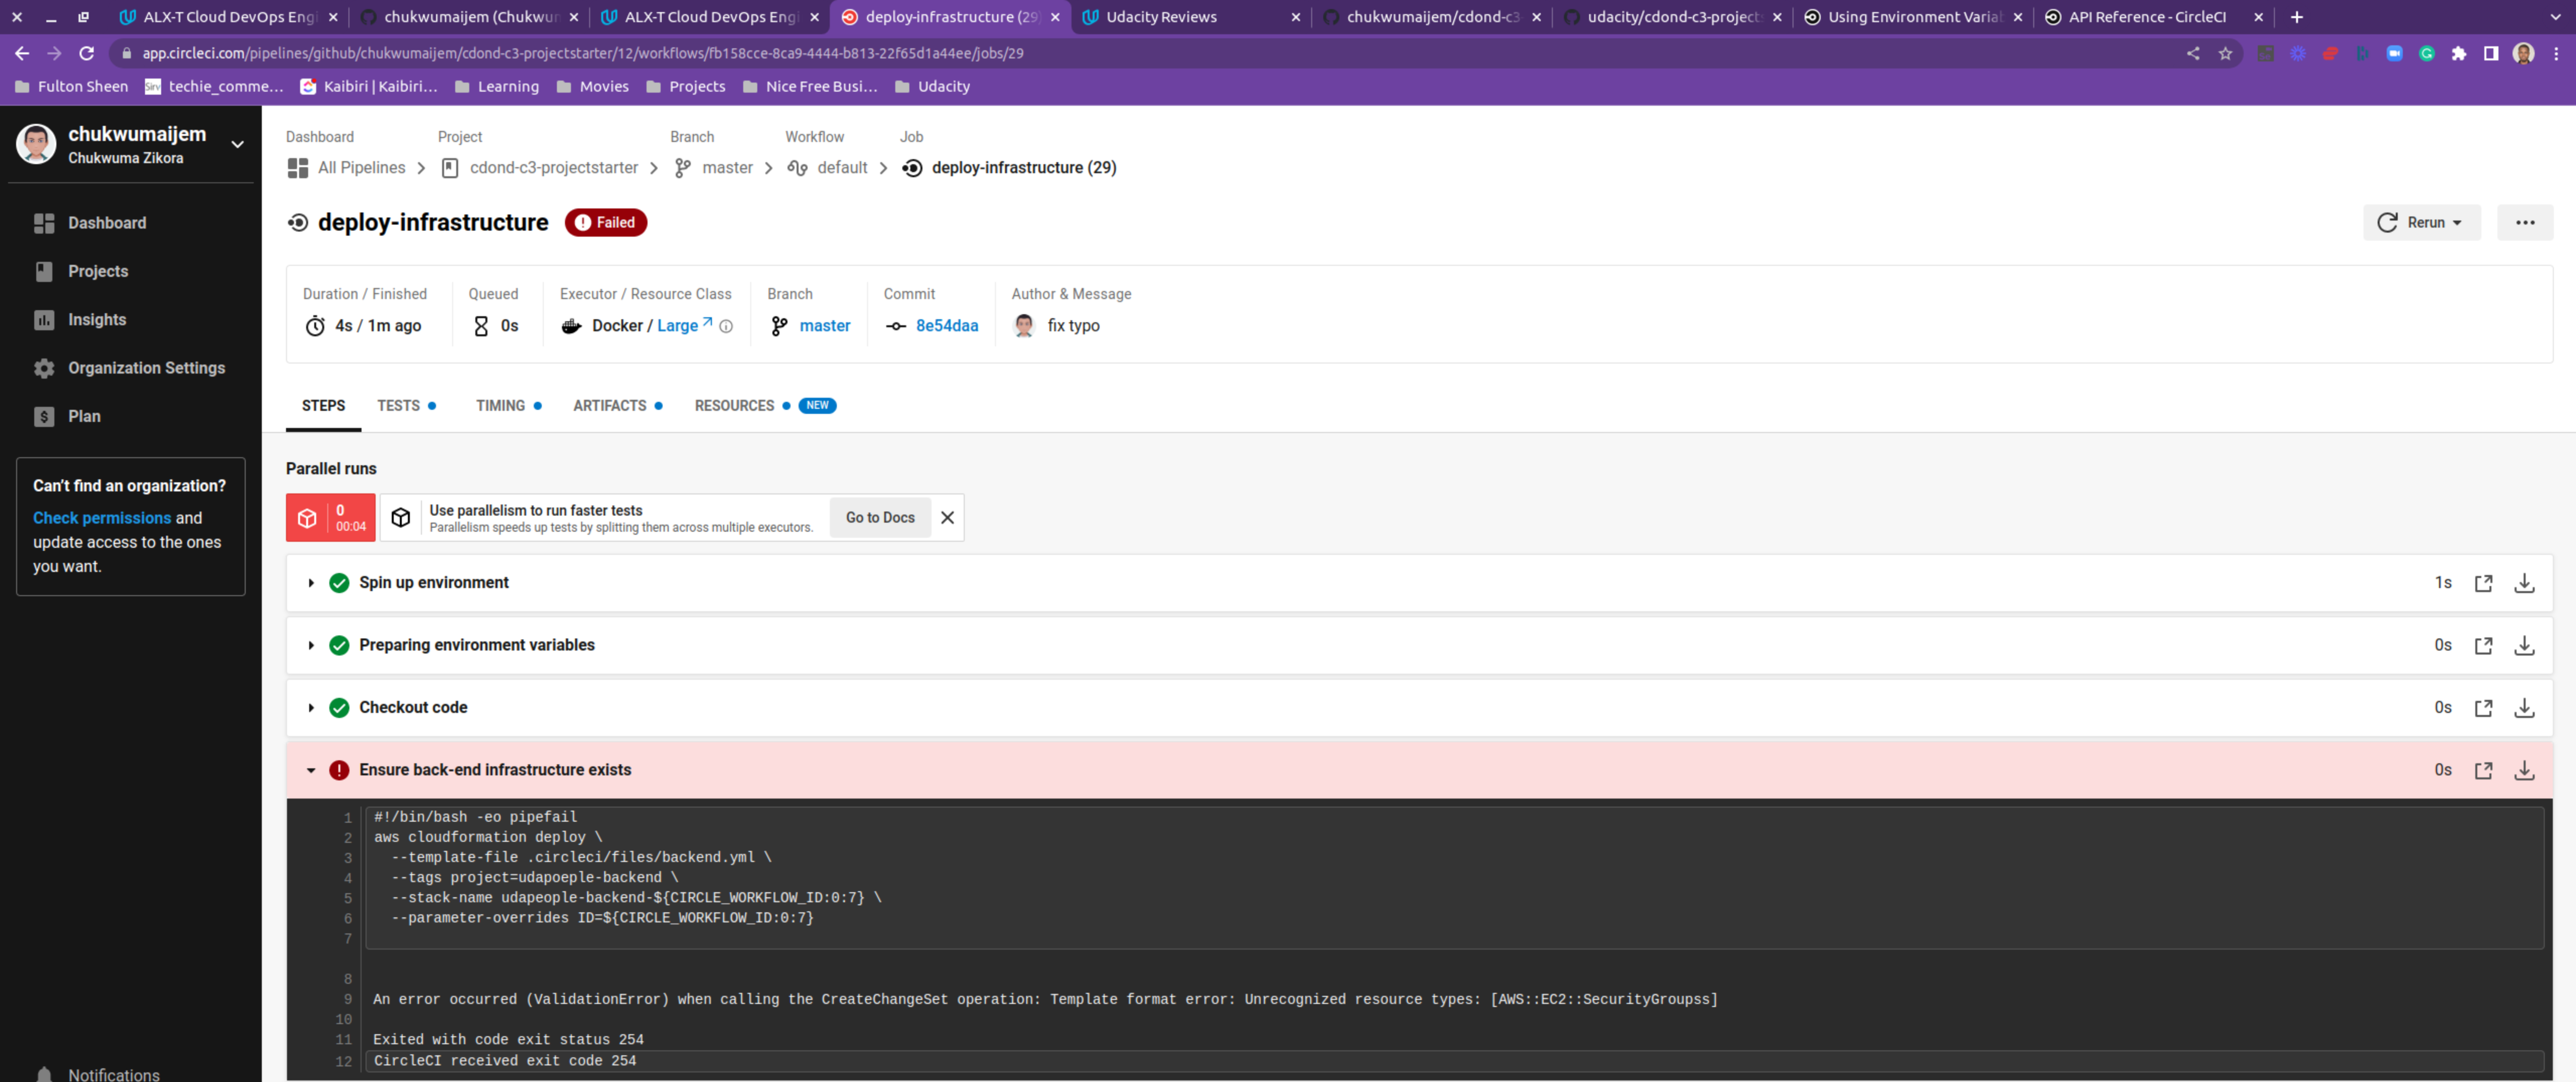 ALX-T Cloud DevOps Engi
chukwumaijem (Chukwun
ALX-T Cloud DevOps Engi
deploy-infrastructure (29
Udacity Reviews
chukwumaijem/cdond-c3
udacity/cdond-c3-project
Using Environment Varia
API Reference - CircleCI
app.circleci.com/pipelines/github/chukwumaijem/cdond-c3-projectstarter/12/workflows/fb158cce-8ca9-4444-b813-22f65d1a44ee/jobs/29
Fulton Sheen
Sirv techie_comme...
Kaibiri | Kaibiri...
Learning
Movies
Projects
Nice Free Busi...
Udacity
chukwumaijem
Chukwuma Zikora
Dashboard
Projects
Insights
Organization Settings
Plan
Can't find an organization?
Check permissions and
update access to the ones
you want.
Notifications
Dashboard Project Branch Workflow Job
All Pipelines > cdond-c3-projectstarter > master > default > deploy-infrastructure (29)
deploy-infrastructure Failed
Rerun
Duration / Finished Queued Executor / Resource Class Branch Commit Author & Message
4s / 1m ago 0s Docker / Large master 8e54daa fix typo
STEPS TESTS TIMING ARTIFACTS RESOURCES NEW
Parallel runs
0
00:04
Use parallelism to run faster tests
Parallelism speeds up tests by splitting them across multiple executors.
Go to Docs
Spin up environment 1s
Preparing environment variables 0s
Checkout code 0s
Ensure back-end infrastructure exists 0s
1 #!/bin/bash -eo pipefail
2 aws cloudformation deploy \
3 --template-file .circleci/files/backend.yml \
4 --tags project=udapoeple-backend \
5 --stack-name udapeople-backend-${CIRCLE_WORKFLOW_ID:0:7} \
6 --parameter-overrides ID=${CIRCLE_WORKFLOW_ID:0:7}
7
8
9 An error occurred (ValidationError) when calling the CreateChangeSet operation: Template format error: Unrecognized resource types: [AWS::EC2::SecurityGroupss]
10
11 Exited with code exit status 254
12 CircleCI received exit code 254